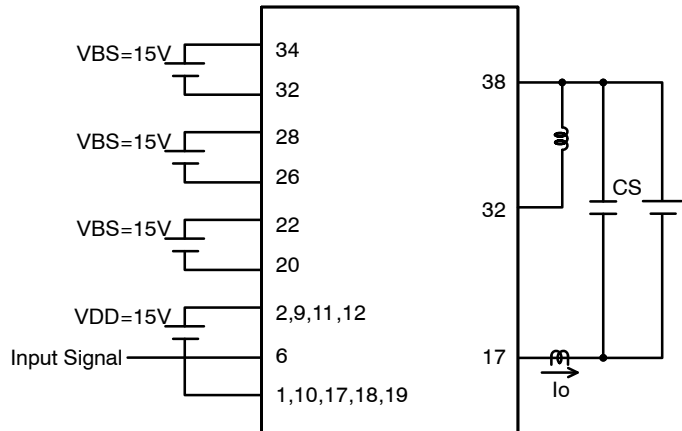 VBS=15V
34
32
VBS=15V
28
26
VBS=15V
22
20
VDD=15V
2,9,11,12
Input Signal
6
1,10,17,18,19
38
32
CS
17
Io